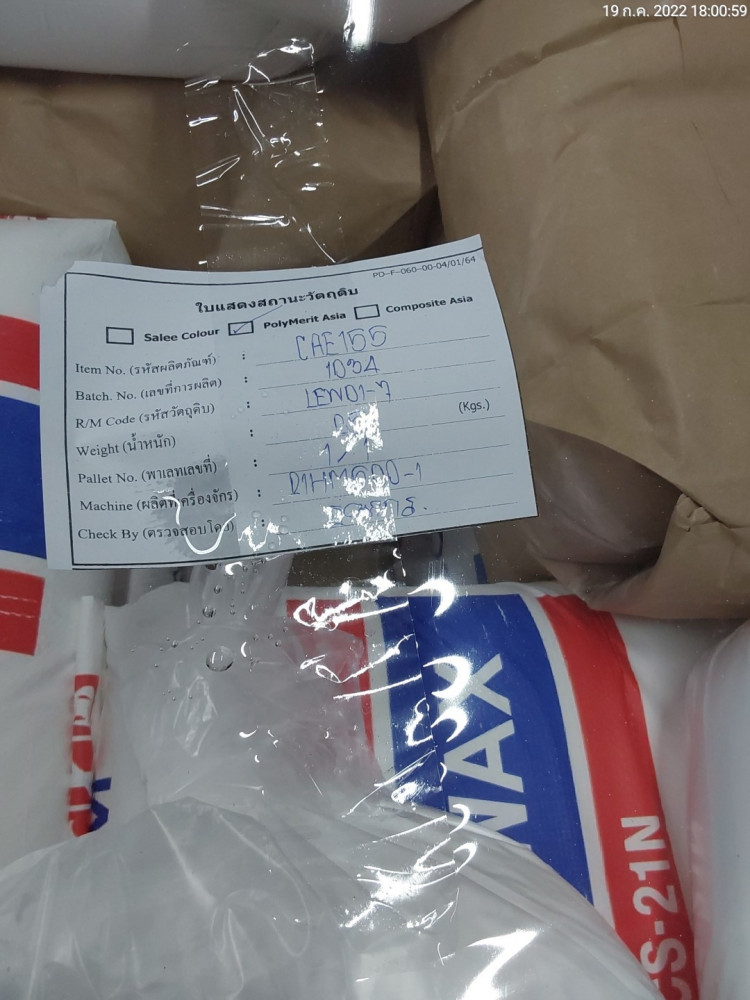 19 ก.ค. 2022 18:00:59
PD-F-060-00-04/01/64
ใบแสดงสถานะวัตถุดิบ
Salee Colour PolyMerit Asia Composite Asia
Item No. (รหัสผลิตภัณฑ์) : CAE155
Batch. No. (เลขที่การผลิต) : 1034
R/M Code (รหัสวัตถุดิบ) : LEW01-7
Weight (น้ำหนัก) : (Kgs.)
Pallet No. (พาเลทเลขที่) : 1/1
Machine (ผลิตที่เครื่องจักร) :
Check By (ตรวจสอบโดย) :
NAX
CS-21N